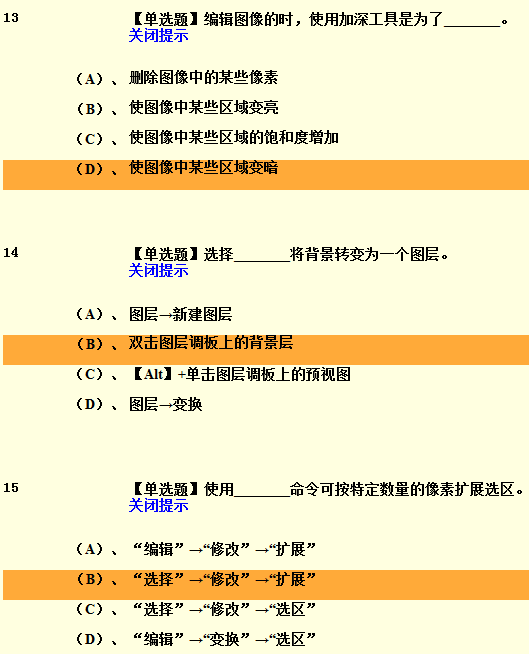 13 【单选题】编辑图像的时，使用加深工具是为了_______。
关闭提示
（A）、 删除图像中的某些像素
（B）、 使图像中某些区域变亮
（C）、 使图像中某些区域的饱和度增加
（D）、 使图像中某些区域变暗
14 【单选题】选择_______将背景转变为一个图层。
关闭提示
（A）、 图层→新建图层
（B）、 双击图层调板上的背景层
（C）、 【Alt】+单击图层调板上的预视图
（D）、 图层→变换
15 【单选题】使用_______命令可按特定数量的像素扩展选区。
关闭提示
（A）、 “编辑”→“修改”→“扩展”
（B）、 “选择”→“修改”→“扩展”
（C）、 “选择”→“修改”→“选区”
（D）、 “编辑”→“变换”→“选区”